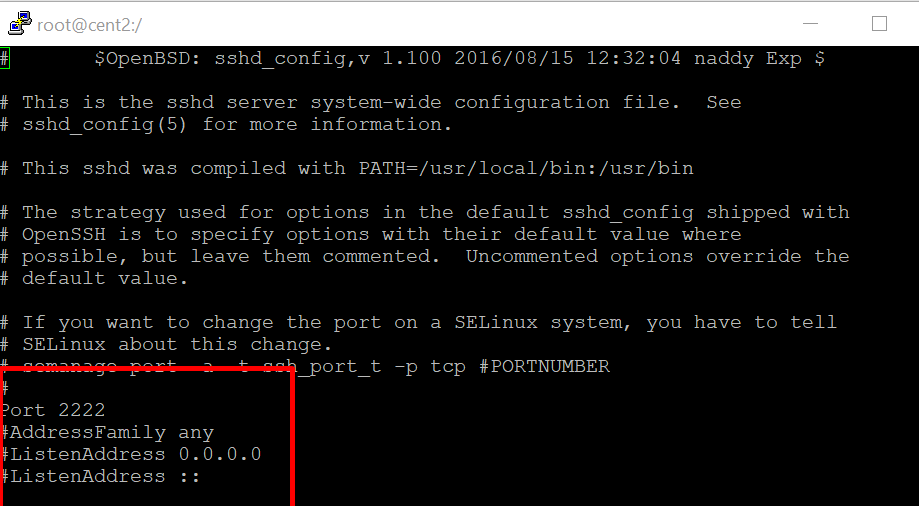 root@cent2:/
#       $OpenBSD: sshd_config,v 1.100 2016/08/15 12:32:04 naddy Exp $
# This is the sshd server system-wide configuration file.  See
# sshd_config(5) for more information.
# This sshd was compiled with PATH=/usr/local/bin:/usr/bin
# The strategy used for options in the default sshd_config shipped with
# OpenSSH is to specify options with their default value where
# possible, but leave them commented.  Uncommented options override the
# default value.
# If you want to change the port on a SELinux system, you have to tell
# SELinux about this change.
# semanage port -a -t ssh_port_t -p tcp #PORTNUMBER
#
Port 2222
#AddressFamily any
#ListenAddress 0.0.0.0
#ListenAddress ::